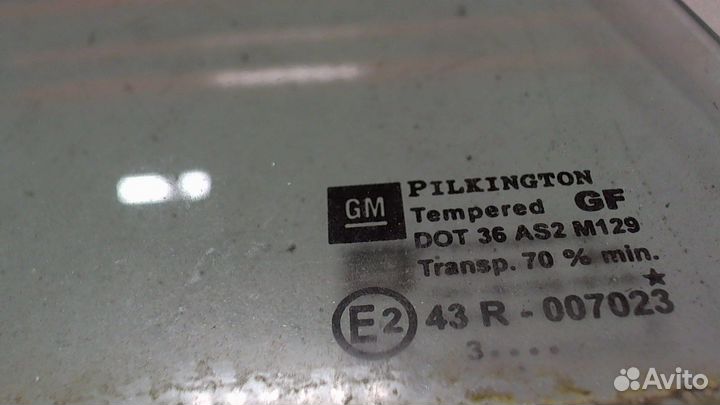 PILKINGTON
GM Tempered GF
DOT 36 AS2 M129
Transp. 70 % min.
E2 43 R - 007023
3....
Avito